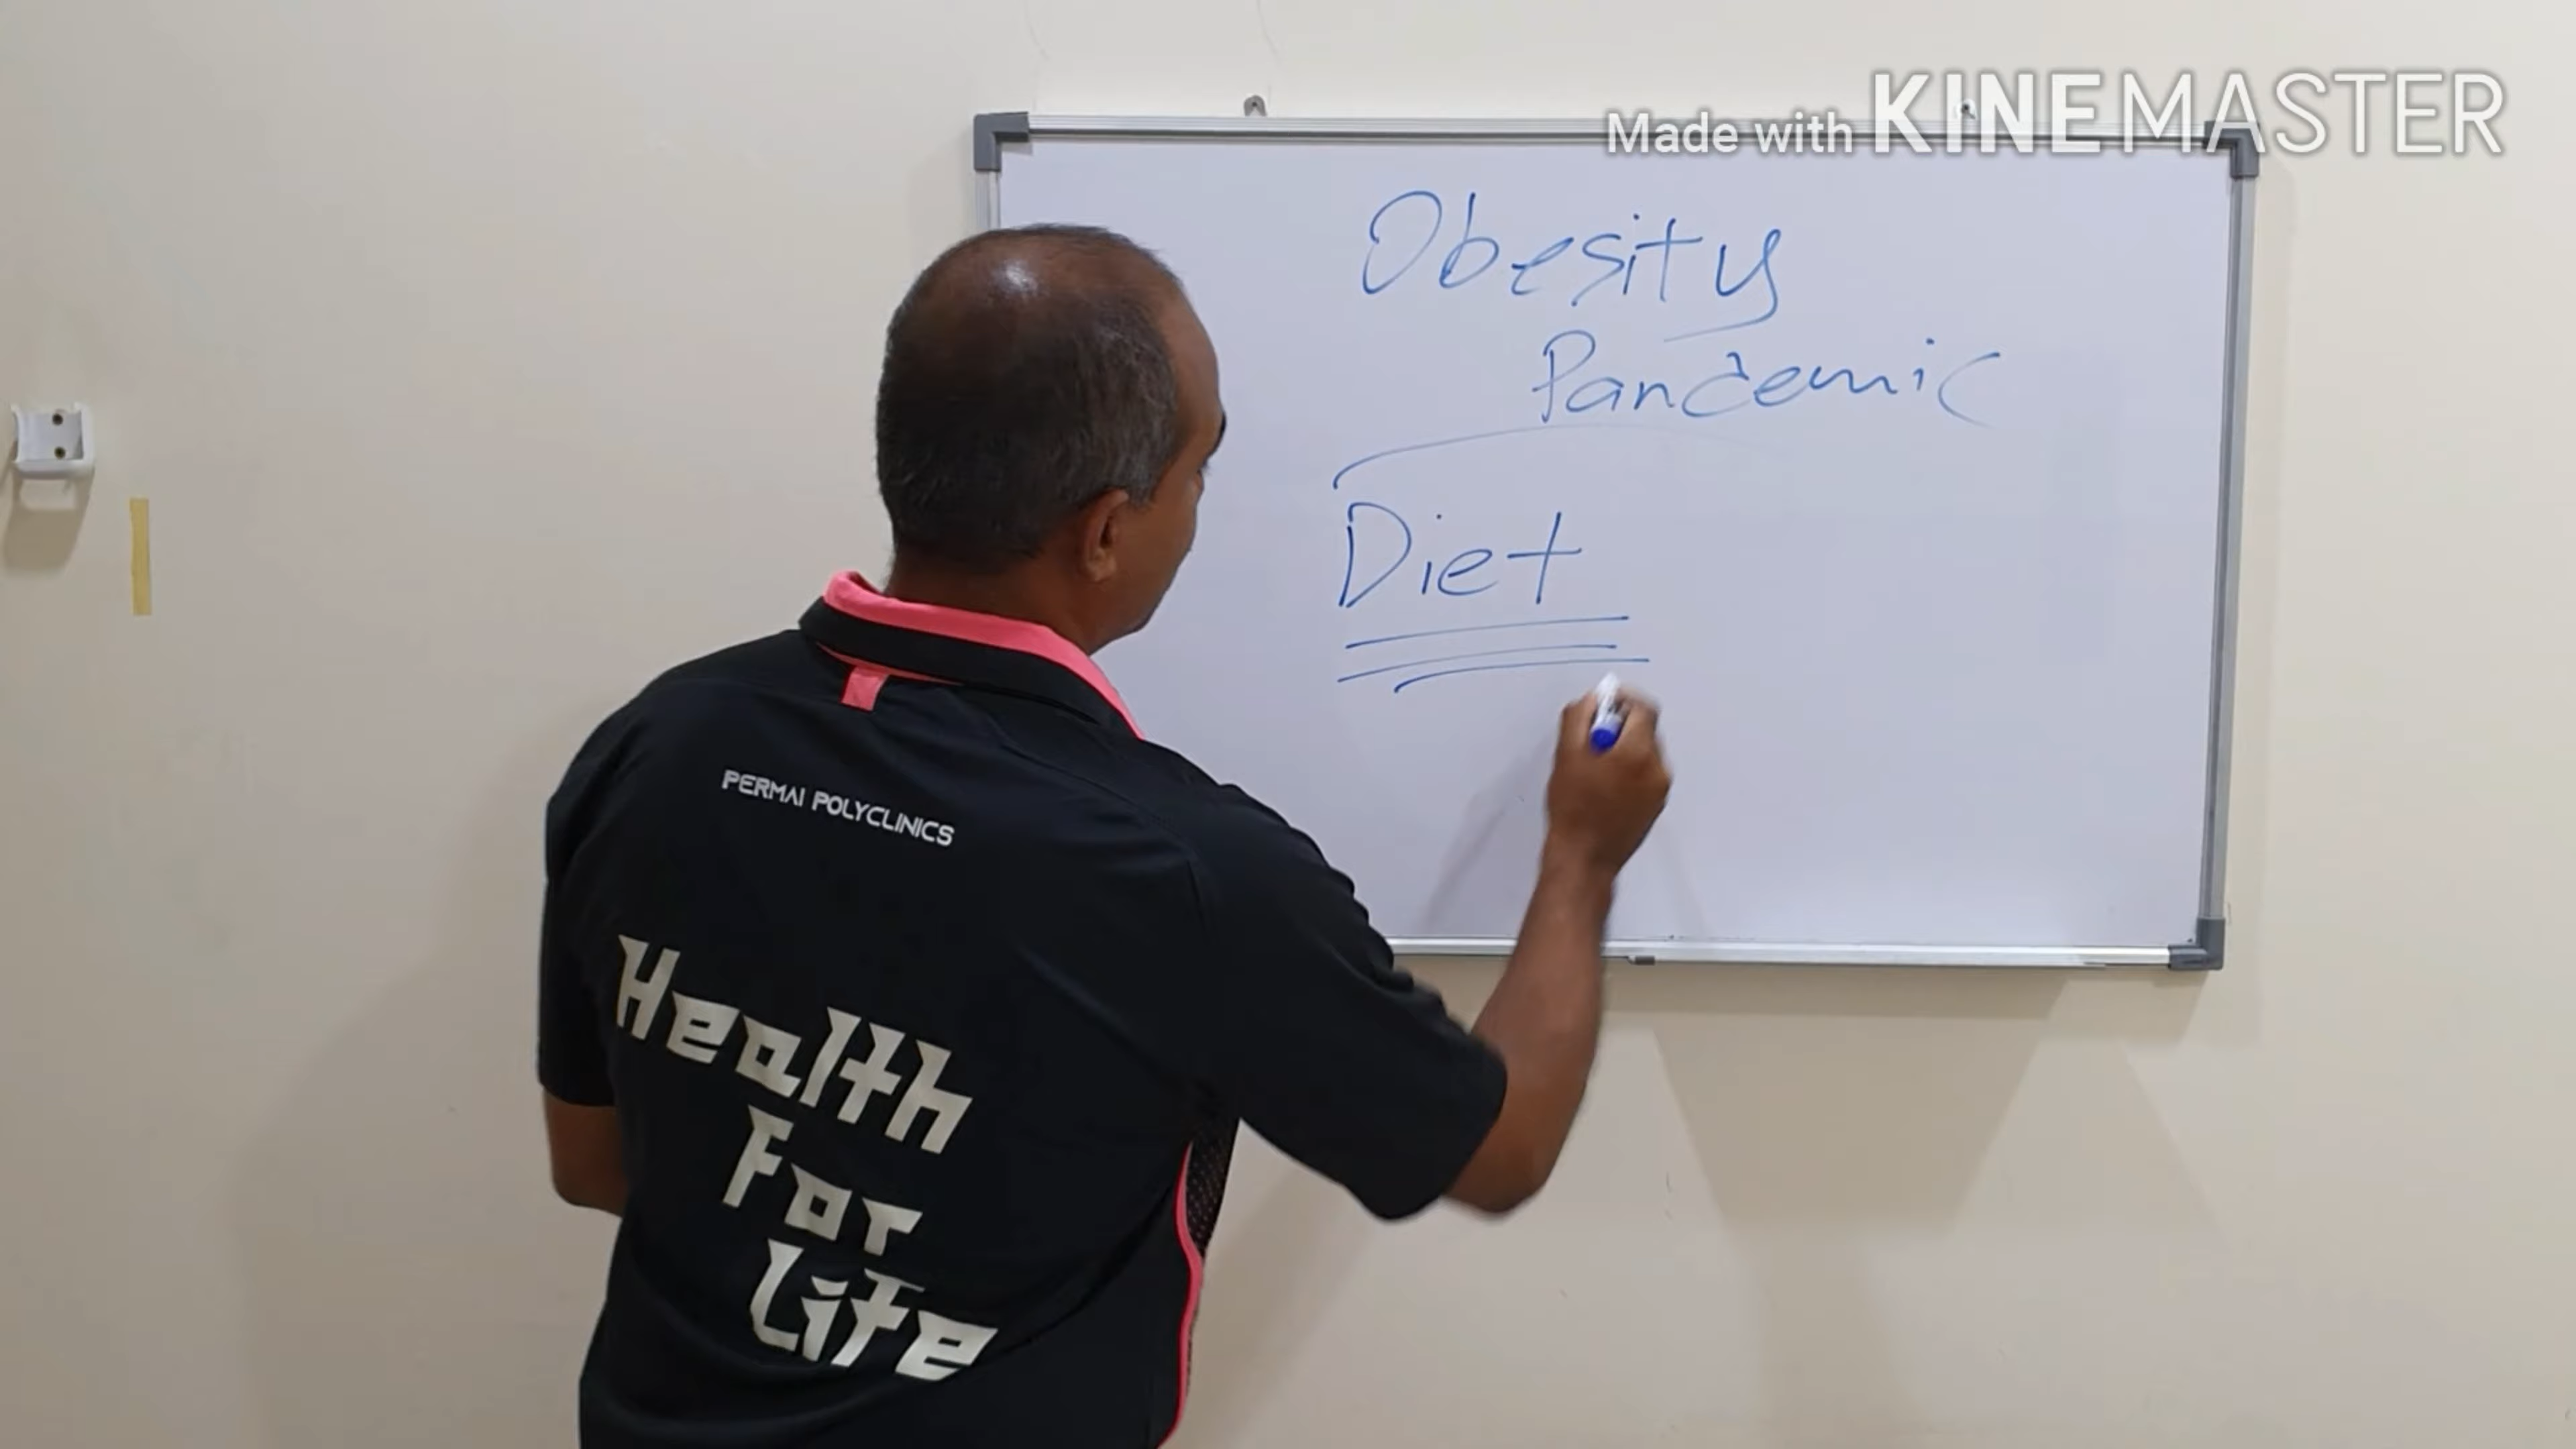 Made with KINEMASTER
Obesity
Pandemic
Diet
PERMAI POLYCLINICS
Health
For
Life